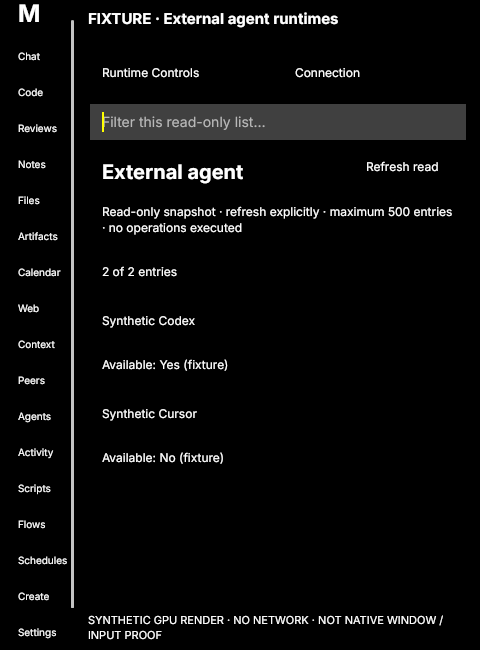 M
Chat
Code
Reviews
Notes
Files
Artifacts
Calendar
Web
Context
Peers
Agents
Activity
Scripts
Flows
Schedules
Create
Settings
FIXTURE · External agent runtimes
Runtime Controls
Connection
Filter this read-only list...
External agent
Refresh read
Read-only snapshot · refresh explicitly · maximum 500 entries
· no operations executed
2 of 2 entries
Synthetic Codex
Available: Yes (fixture)
Synthetic Cursor
Available: No (fixture)
SYNTHETIC GPU RENDER · NO NETWORK · NOT NATIVE WINDOW /
INPUT PROOF